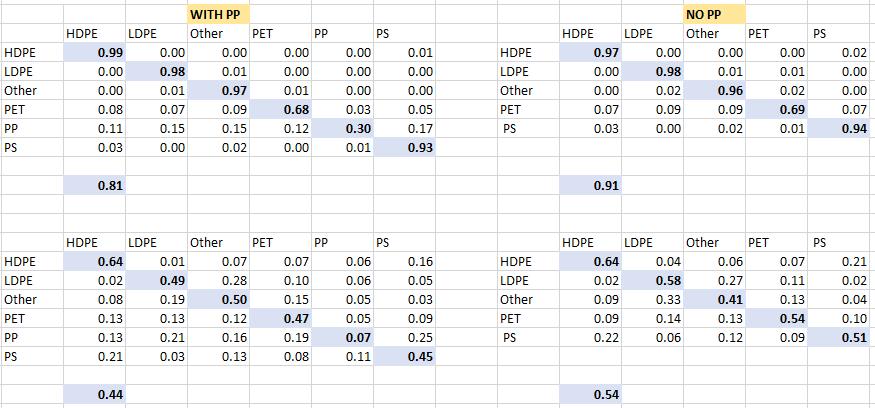 WITH PP NO PP
HDPE LDPE Other PET PP PS HDPE LDPE Other PET PS
HDPE 0.99 0.00 0.00 0.00 0.00 0.01 HDPE 0.97 0.00 0.00 0.00 0.02
LDPE 0.00 0.98 0.01 0.00 0.00 0.00 LDPE 0.00 0.98 0.01 0.01 0.00
Other 0.00 0.01 0.97 0.01 0.00 0.00 Other 0.00 0.02 0.96 0.02 0.00
PET 0.08 0.07 0.09 0.68 0.03 0.05 PET 0.07 0.09 0.09 0.69 0.07
PP 0.11 0.15 0.15 0.12 0.30 0.17 PS 0.03 0.00 0.02 0.01 0.94
PS 0.03 0.00 0.02 0.00 0.01 0.93
0.81 0.91
HDPE LDPE Other PET PP PS HDPE LDPE Other PET PS
HDPE 0.64 0.01 0.07 0.07 0.06 0.16 HDPE 0.64 0.04 0.06 0.07 0.21
LDPE 0.02 0.49 0.28 0.10 0.06 0.05 LDPE 0.02 0.58 0.27 0.11 0.02
Other 0.08 0.19 0.50 0.15 0.05 0.03 Other 0.09 0.33 0.41 0.13 0.04
PET 0.13 0.13 0.12 0.47 0.05 0.09 PET 0.09 0.14 0.13 0.54 0.10
PP 0.13 0.21 0.16 0.19 0.07 0.25 PS 0.22 0.06 0.12 0.09 0.51
PS 0.21 0.03 0.13 0.08 0.11 0.45
0.44 0.54